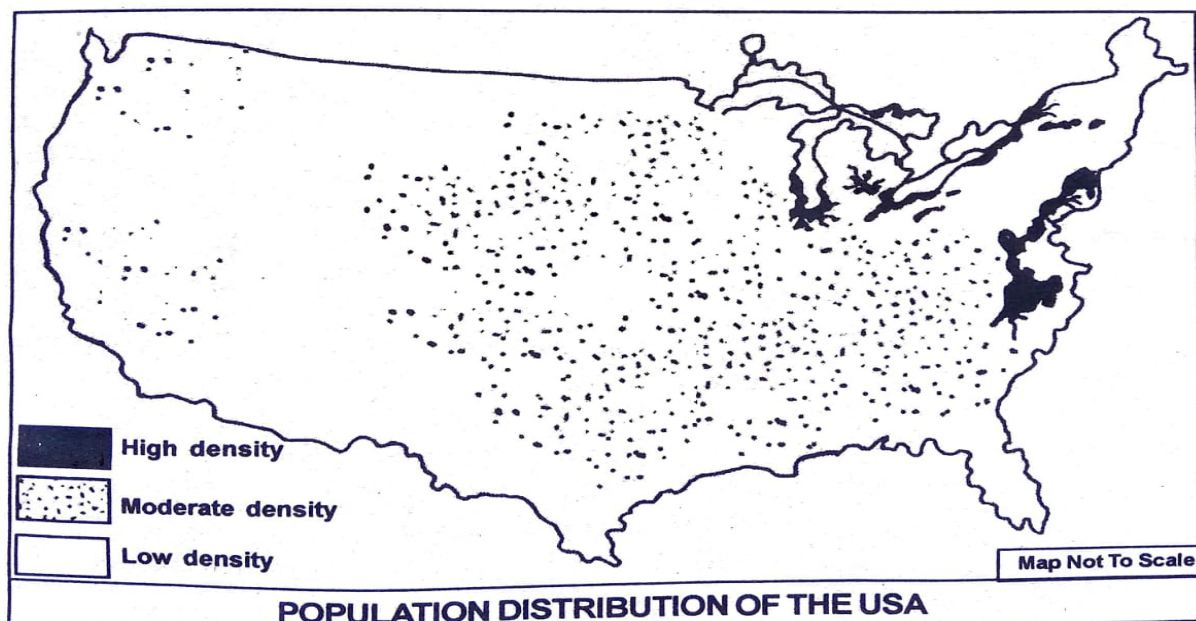 High density
Moderate density
Low density
Map Not To Scale
POPULATION DISTRIBUTION OF THE USA